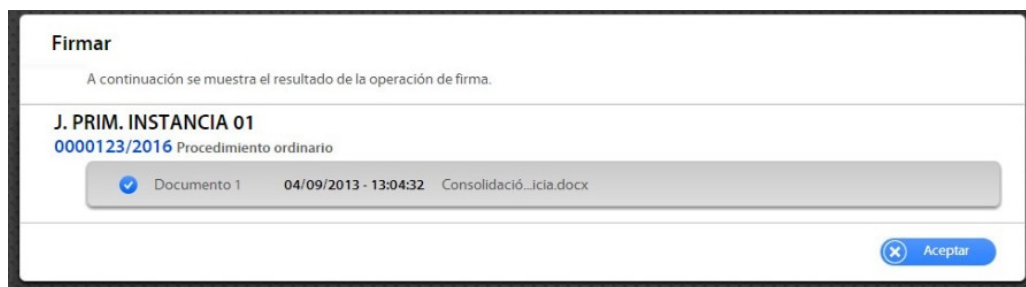 Firmar
A continuación se muestra el resultado de la operación de firma.
J. PRIM. INSTANCIA 01
0000123/2016 Procedimiento ordinario
Documento 1 04/09/2013 - 13:04:32 Consolidació...icia.docx
Aceptar